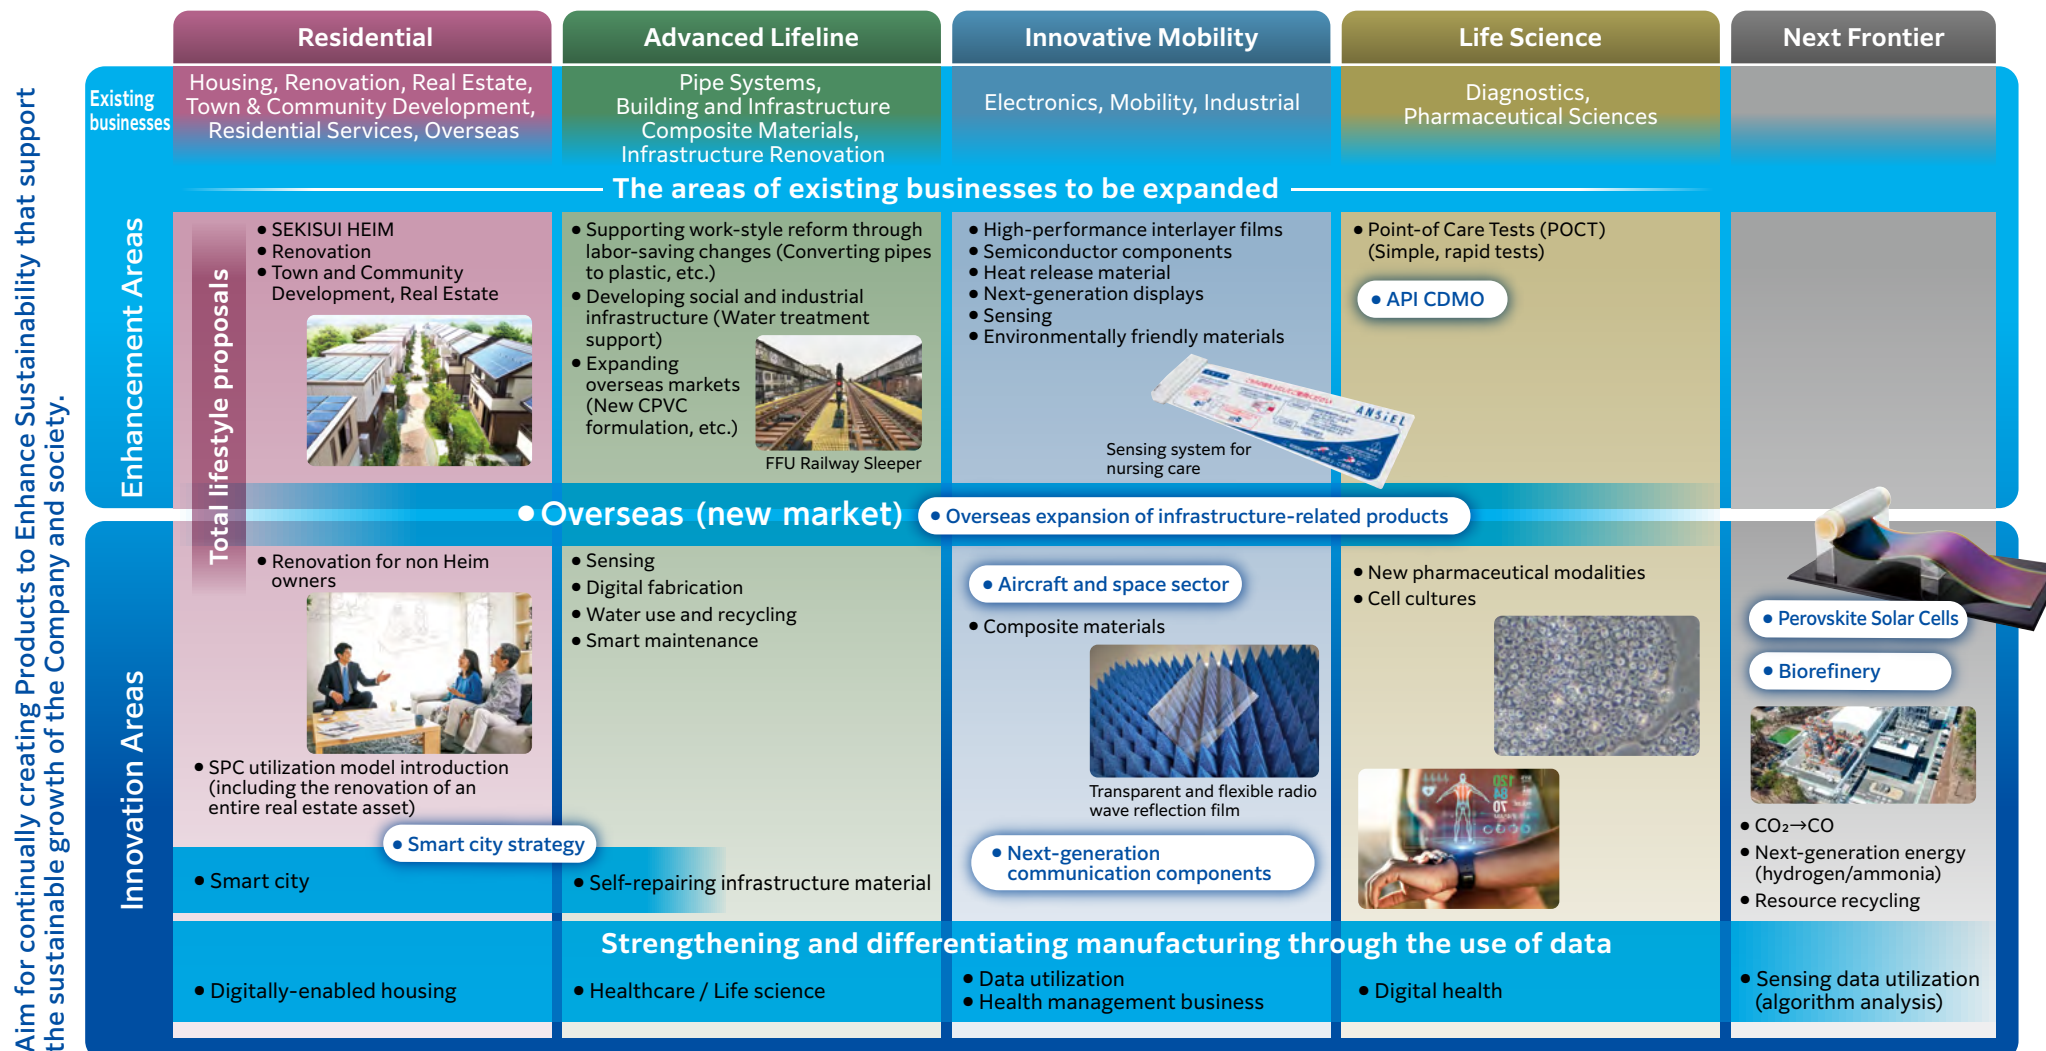 Aim for continually creating Products to Enhance Sustainability that support
the sustainable growth of the Company and society.
Residential
Advanced Lifeline
Innovative Mobility
Life Science
Next Frontier
Existing
businesses
Housing, Renovation, Real Estate,
Town & Community Development,
Residential Services, Overseas
Pipe Systems,
Building and Infrastructure
Composite Materials,
Infrastructure Renovation
Electronics, Mobility, Industrial
Diagnostics,
Pharmaceutical Sciences
The areas of existing businesses to be expanded
Enhancement Areas
Total lifestyle proposals
• SEKISUI HEIM
• Renovation
• Town and Community
Development, Real Estate
• Supporting work-style reform through
labor-saving changes (Converting pipes
to plastic, etc.)
• Developing social and industrial
infrastructure (Water treatment
support)
• Expanding
overseas markets
(New CPVC
formulation, etc.)
FFU Railway Sleeper
• High-performance interlayer films
• Semiconductor components
• Heat release material
• Next-generation displays
• Sensing
• Environmentally friendly materials
ANSiEL
Sensing system for
nursing care
• Point-of Care Tests (POCT)
(Simple, rapid tests)
• API CDMO
• Overseas (new market)
• Overseas expansion of infrastructure-related products
Innovation Areas
• Renovation for non Heim
owners
• SPC utilization model introduction
(including the renovation of an
entire real estate asset)
• Smart city strategy
• Smart city
• Sensing
• Digital fabrication
• Water use and recycling
• Smart maintenance
• Self-repairing infrastructure material
• Aircraft and space sector
• Composite materials
Transparent and flexible radio
wave reflection film
• Next-generation
communication components
• New pharmaceutical modalities
• Cell cultures
120
84
70
• Perovskite Solar Cells
• Biorefinery
• CO₂→CO
• Next-generation energy
(hydrogen/ammonia)
• Resource recycling
Strengthening and differentiating manufacturing through the use of data
• Digitally-enabled housing
• Healthcare / Life science
• Data utilization
• Health management business
• Digital health
• Sensing data utilization
(algorithm analysis)